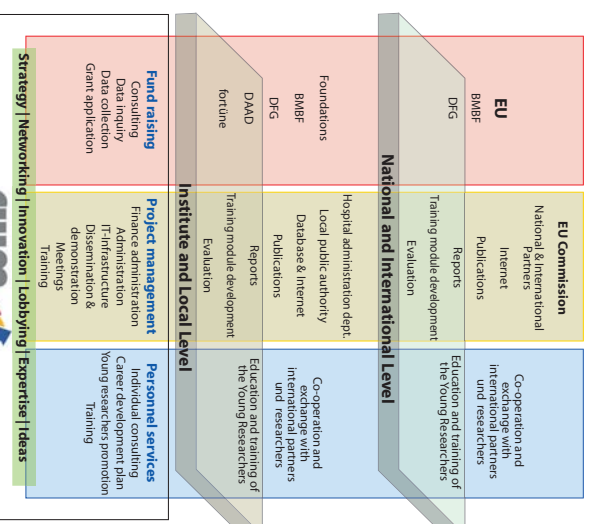 EU
BMBF
DFG
EU Commission
National & International
Partners
Internet
Publications
Reports
Training module development
Evaluation
Co-operation and
exchange with
international partners
und researchers
Education and training of
the Young Researchers
National and International Level
Foundations
BMBF
DFG
DAAD
fortüne
Hospital administration dept.
Local public authority
Database & Internet
Publications
Reports
Training module development
Evaluation
Co-operation and
exchange with
international partners
und researchers
Education and training of
the Young Researchers
Institute and Local Level
Fund raising
Consulting
Data inquiry
Data collection
Grant application
Project management
Finance administration
Administration
IT-Infrastructure
Dissemination &
demonstration
Meetings
Training
Personnel services
Individual consulting
Career development plan
Young researchers promotion
Training
Strategy | Networking | Innovation | Lobbying | Expertise | Ideas